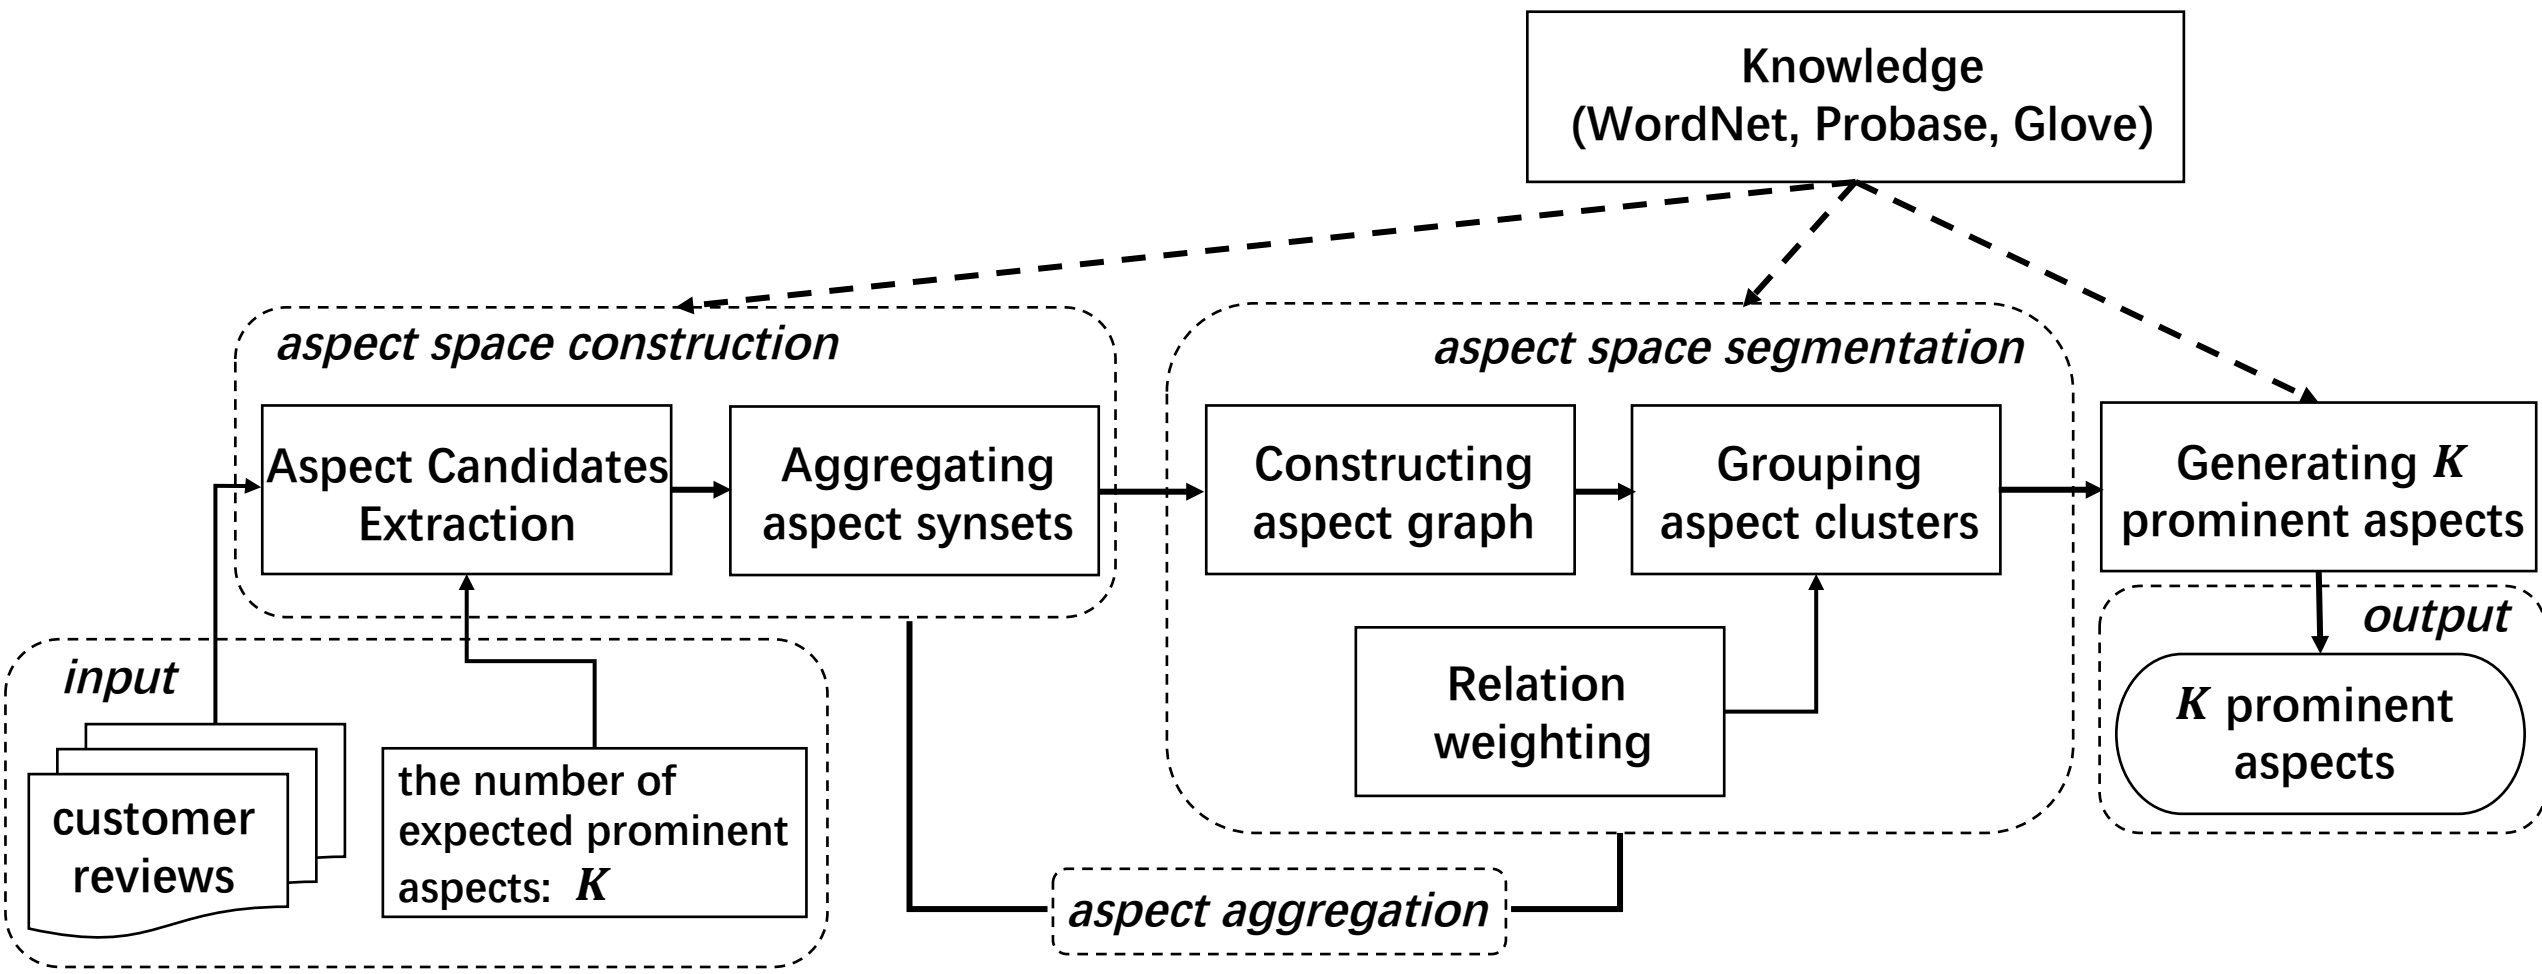 Knowledge
(WordNet, Probase, Glove)
aspect space construction
aspect space segmentation
Aspect Candidates
Extraction
Aggregating
aspect synsets
Constructing
aspect graph
Grouping
aspect clusters
Generating K
prominent aspects
input
customer
reviews
the number of
expected prominent
aspects: K
Relation
weighting
output
K prominent
aspects
aspect aggregation